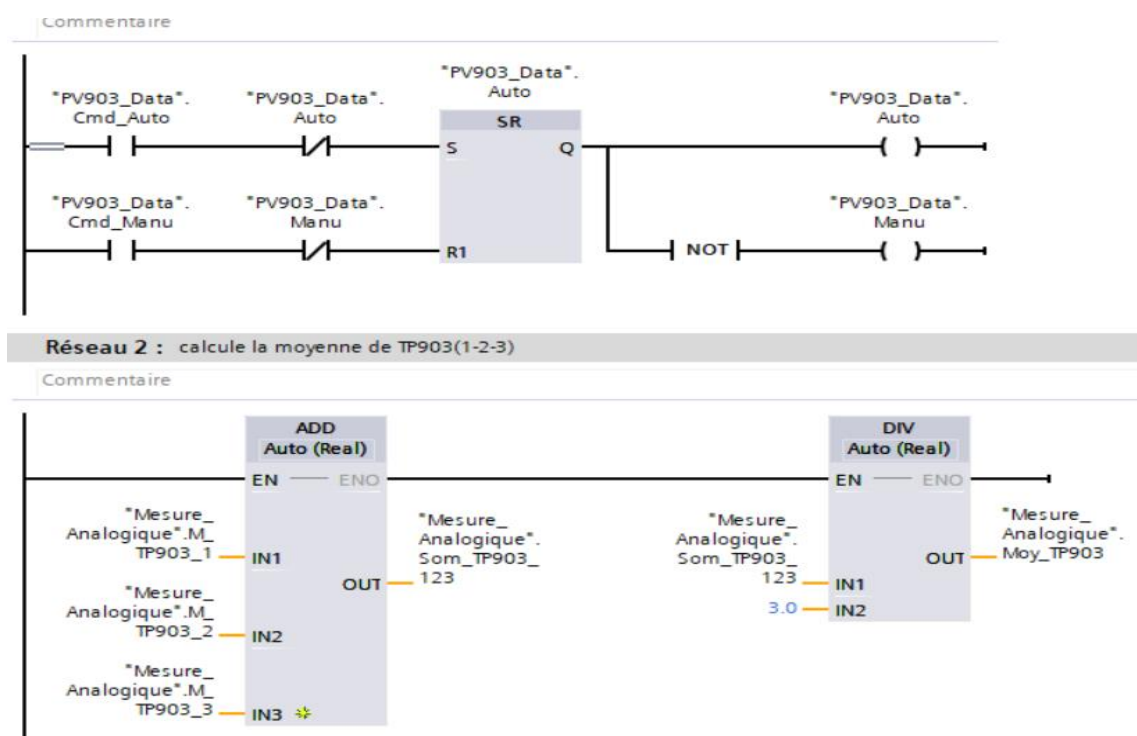 Commentaire
"PV903_Data".
Auto
"PV903_Data".
Cmd_Auto
"PV903_Data".
Auto
SR
"PV903_Data".
Auto
S
Q
"PV903_Data".
Cmd_Manu
"PV903_Data".
Manu
"PV903_Data".
Manu
R1
NOT
Réseau 2 : calcule la moyenne de TP903(1-2-3)
Commentaire
ADD
Auto (Real)
DIV
Auto (Real)
EN
ENO
EN
ENO
"Mesure_
Analogique".M_
TP903_1
IN1
"Mesure_
Analogique".
Som_TP903_
123
OUT
"Mesure_
Analogique".
Som_TP903_
123
IN1
"Mesure_
Analogique".
Moy_TP903
OUT
"Mesure_
Analogique".M_
TP903_2
IN2
3.0
IN2
"Mesure_
Analogique".M_
TP903_3
IN3